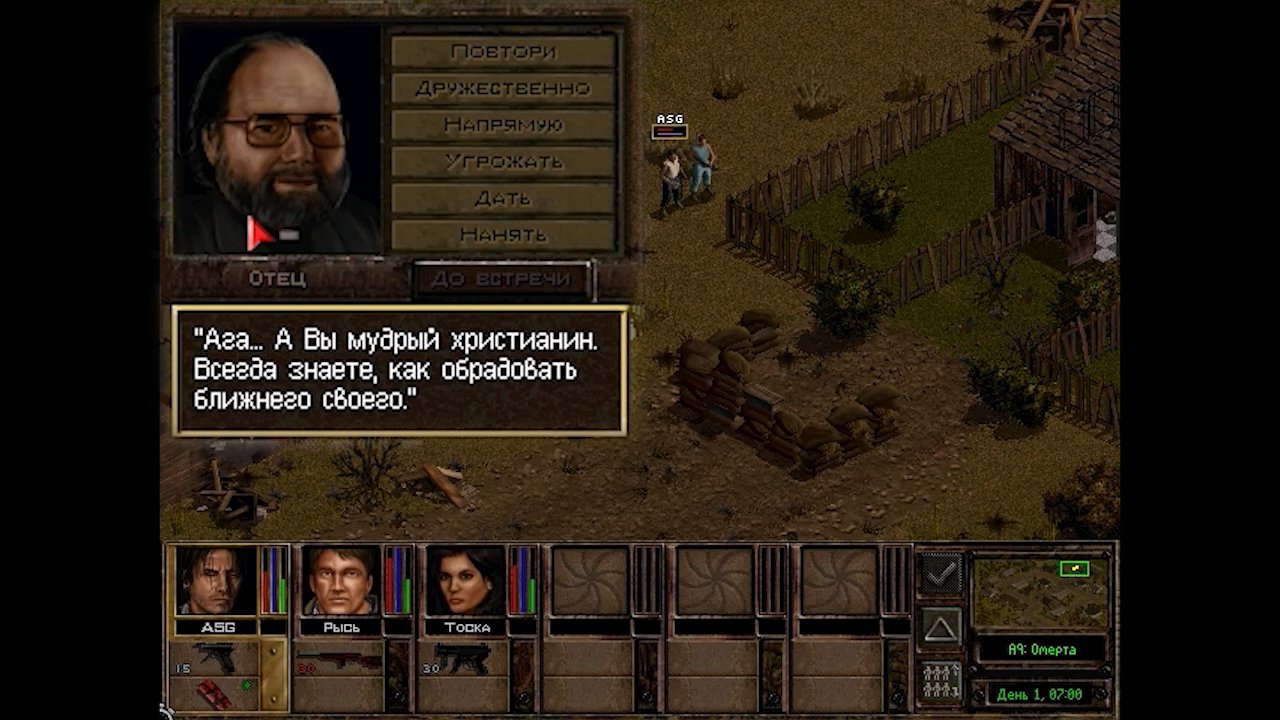 Повтори
Дружественно
Напрямую
Угрожать
Дать
Нанять
Отец
До встречи
"Ага... А Вы мудрый христианин.
Всегда знаете, как обрадовать
ближнего своего."
ASG
ASG
Рысь
Тоска
15
30
30
A9: Омерта
День 1, 07:00